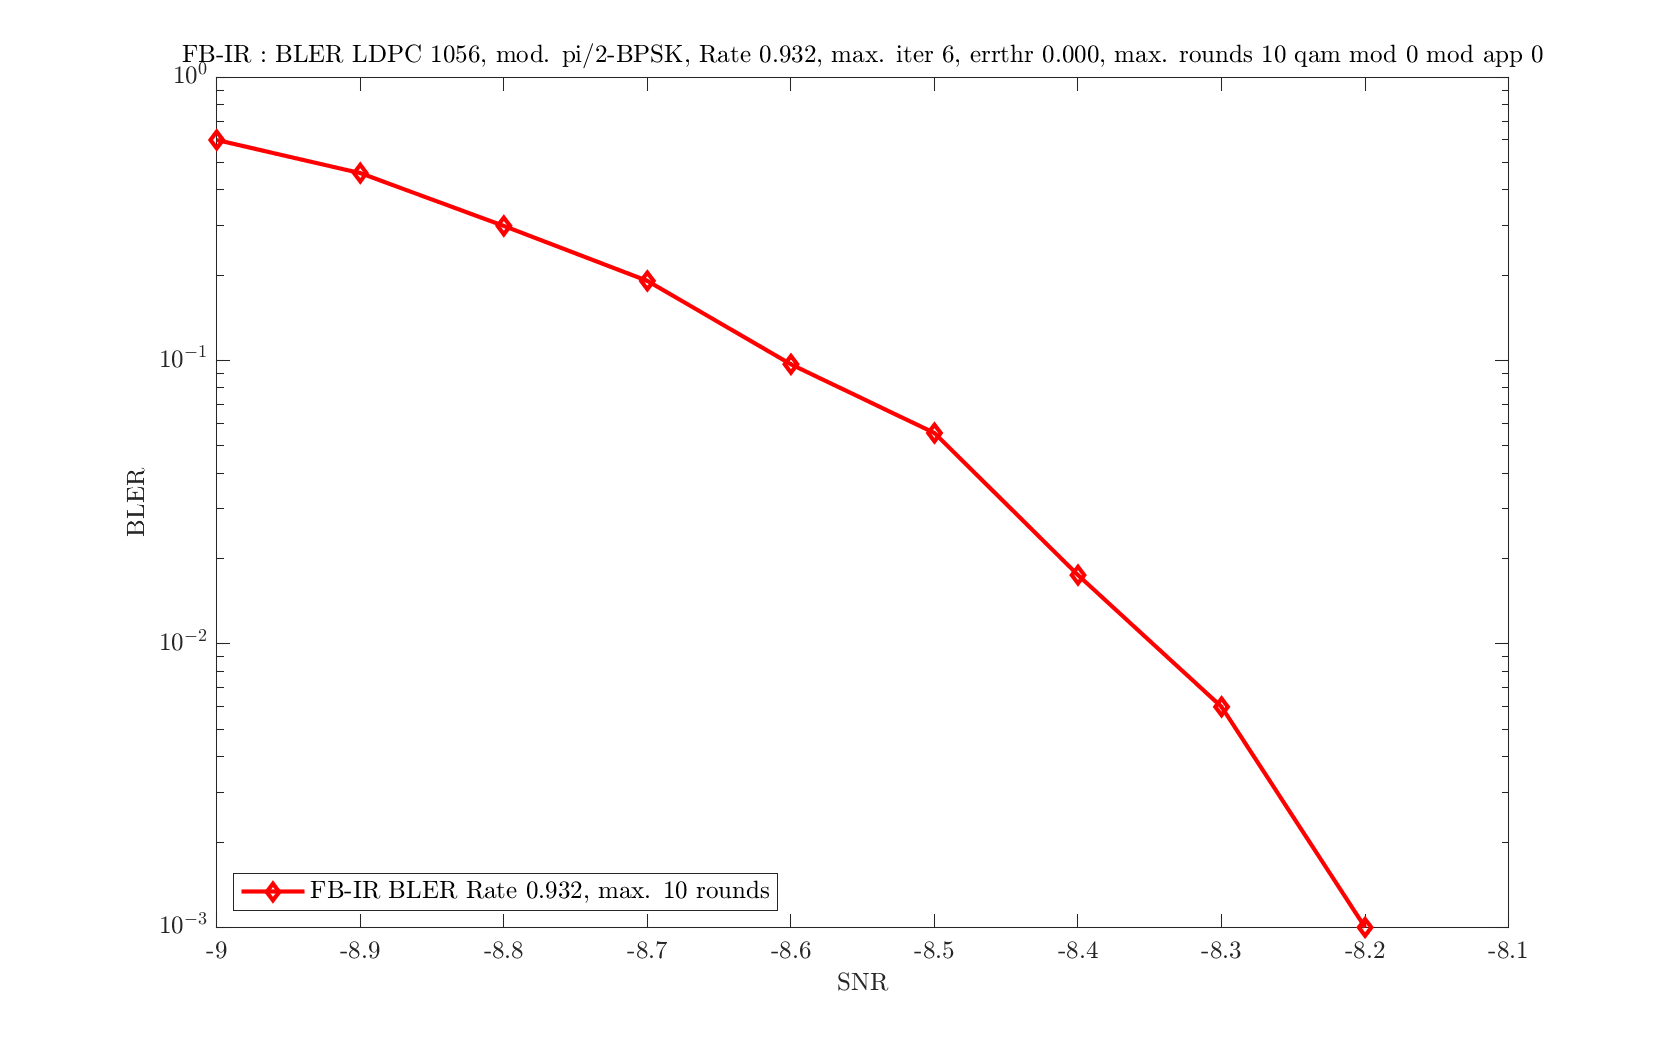 FB-IR : BLER LDPC 1056, mod. pi/2-BPSK, Rate 0.932, max. iter 6, errthr 0.000, max. rounds 10 qam mod 0 mod app 0
10^0
10^-1
10^-2
10^-3
BLER
FB-IR BLER Rate 0.932, max. 10 rounds
-9 -8.9 -8.8 -8.7 -8.6 -8.5 -8.4 -8.3 -8.2 -8.1
SNR